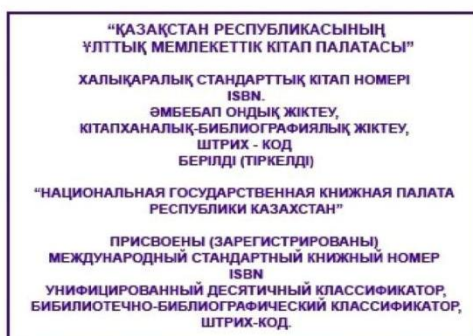 “ҚАЗАҚСТАН РЕСПУБЛИКАСЫНЫҢ
ҰЛТТЫҚ МЕМЛЕКЕТТІК КІТАП ПАЛАТАСЫ”
ХАЛЫҚАРАЛЫҚ СТАНДАРТТЫҚ КІТАП НОМЕРІ
ISBN.
ӘМБЕБАП ОНДЫҚ ЖІКТЕУ,
КІТАПХАНАЛЫҚ-БИБЛИОГРАФИЯЛЫҚ ЖІКТЕУ,
ШТРИХ - КОД
БЕРІЛДІ (ТІРКЕЛДІ)
“НАЦИОНАЛЬНАЯ ГОСУДАРСТВЕННАЯ КНИЖНАЯ ПАЛАТА
РЕСПУБЛИКИ КАЗАХСТАН”
ПРИСВОЕНЫ (ЗАРЕГИСТРИРОВАНЫ)
МЕЖДУНАРОДНЫЙ СТАНДАРТНЫЙ КНИЖНЫЙ НОМЕР
ISBN
УНИФИЦИРОВАННЫЙ ДЕСЯТИЧНЫЙ КЛАССИФИКАТОР,
БИБИЛИОТЕЧНО-БИБЛИОГРАФИЧЕСКИЙ КЛАССИФИКАТОР,
ШТРИХ-КОД.